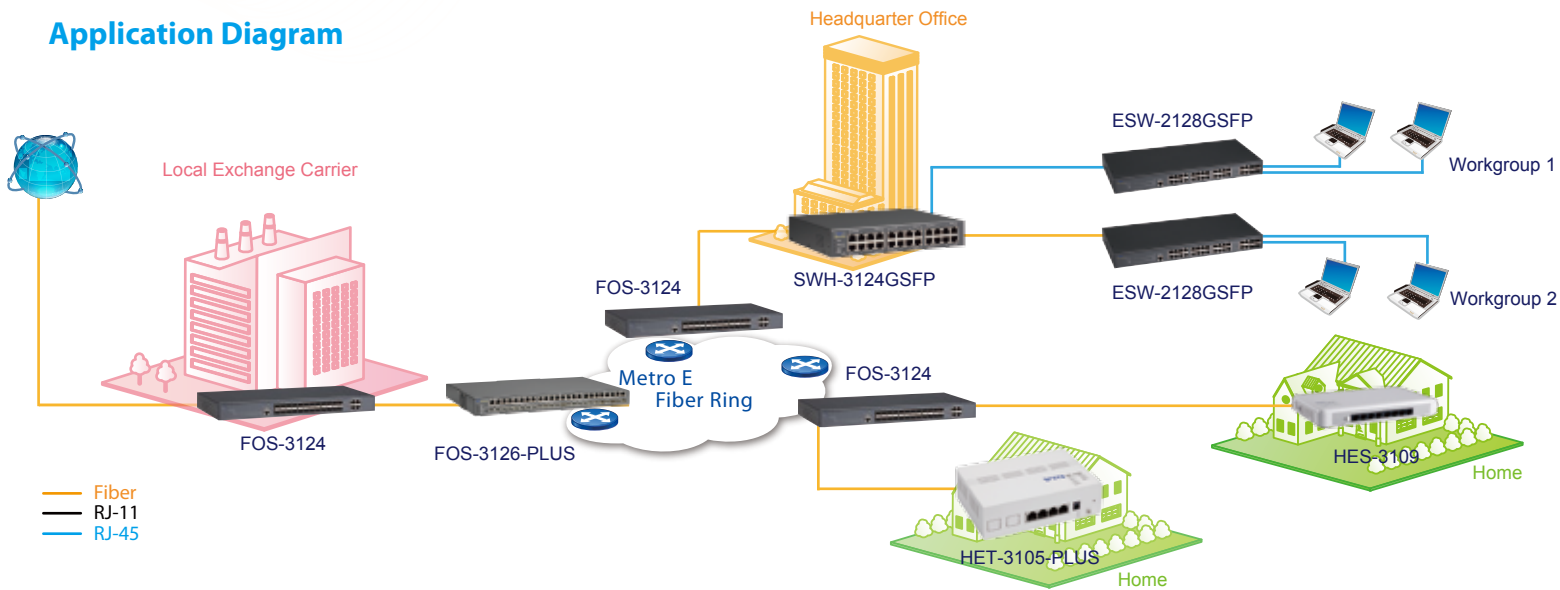 Application Diagram
Headquarter Office
Local Exchange Carrier
ESW-2128GSFP
Workgroup 1
SWH-3124GSFP
ESW-2128GSFP
Workgroup 2
FOS-3124
Metro E
Fiber Ring
FOS-3124
FOS-3124
FOS-3126-PLUS
HES-3109
Home
HET-3105-PLUS
Home
Fiber
RJ-11
RJ-45